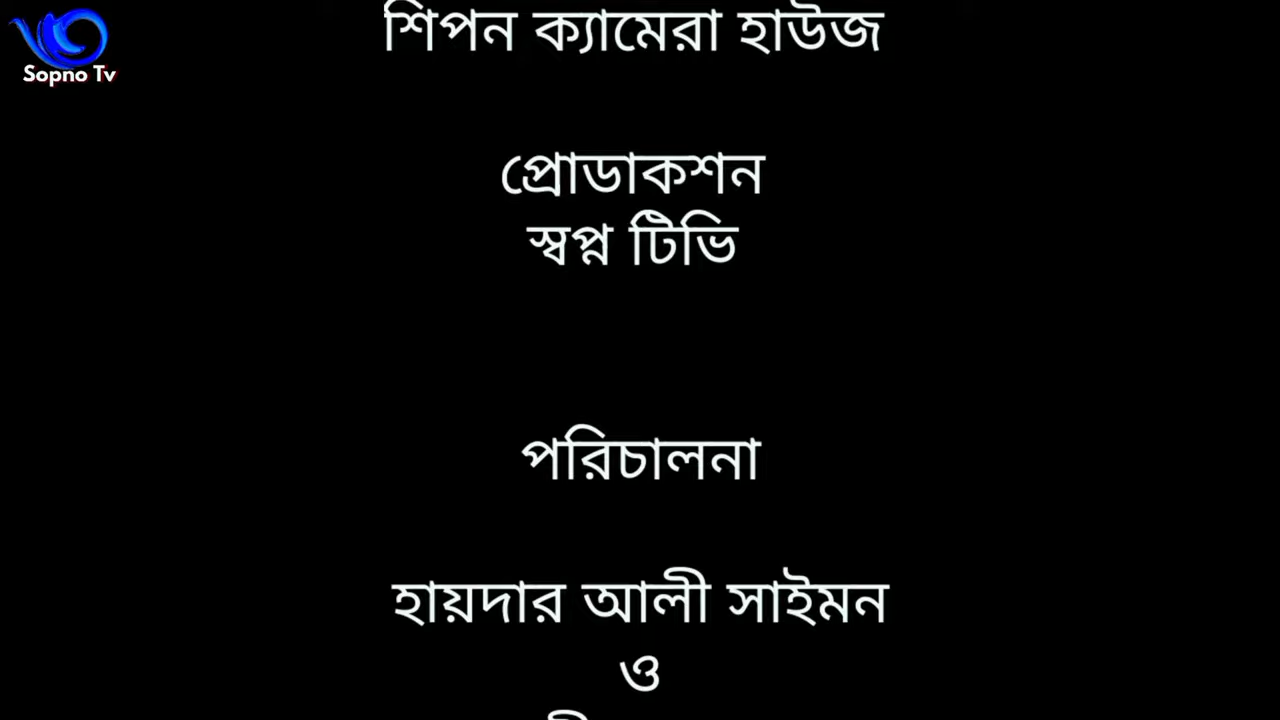 Sopno Tv
শিপন ক্যামেরা হাউজ
প্রোডাকশন
স্বপ্ন টিভি
পরিচালনা
হায়দার আলী সাইমন
ও